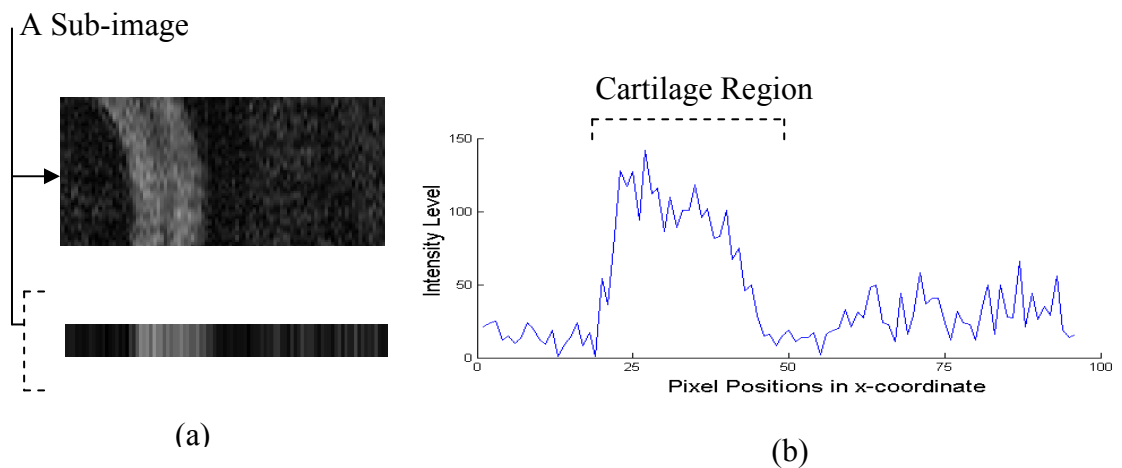 A Sub-image
(a)
Cartilage Region
150
100
50
0
Intensity Level
0 25 50 75 100
Pixel Positions in x-coordinate
(b)